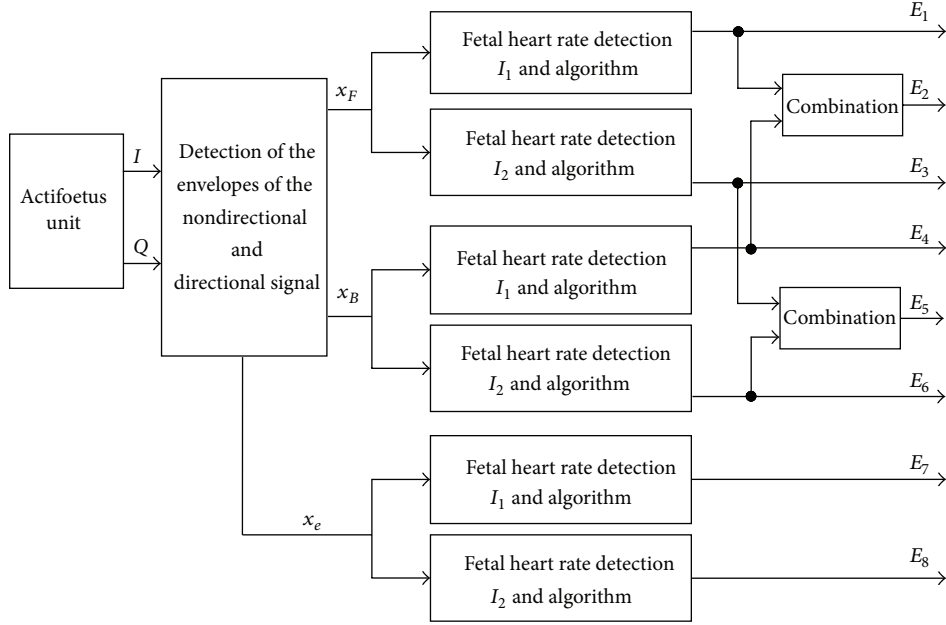 Actifoetus
unit
I
Q
Detection of the
envelopes of the
nondirectional
and
directional signal
x_F
x_B
x_e
Fetal heart rate detection
I_1 and algorithm
Fetal heart rate detection
I_2 and algorithm
Fetal heart rate detection
I_1 and algorithm
Fetal heart rate detection
I_2 and algorithm
Fetal heart rate detection
I_1 and algorithm
Fetal heart rate detection
I_2 and algorithm
Combination
Combination
E_1
E_2
E_3
E_4
E_5
E_6
E_7
E_8